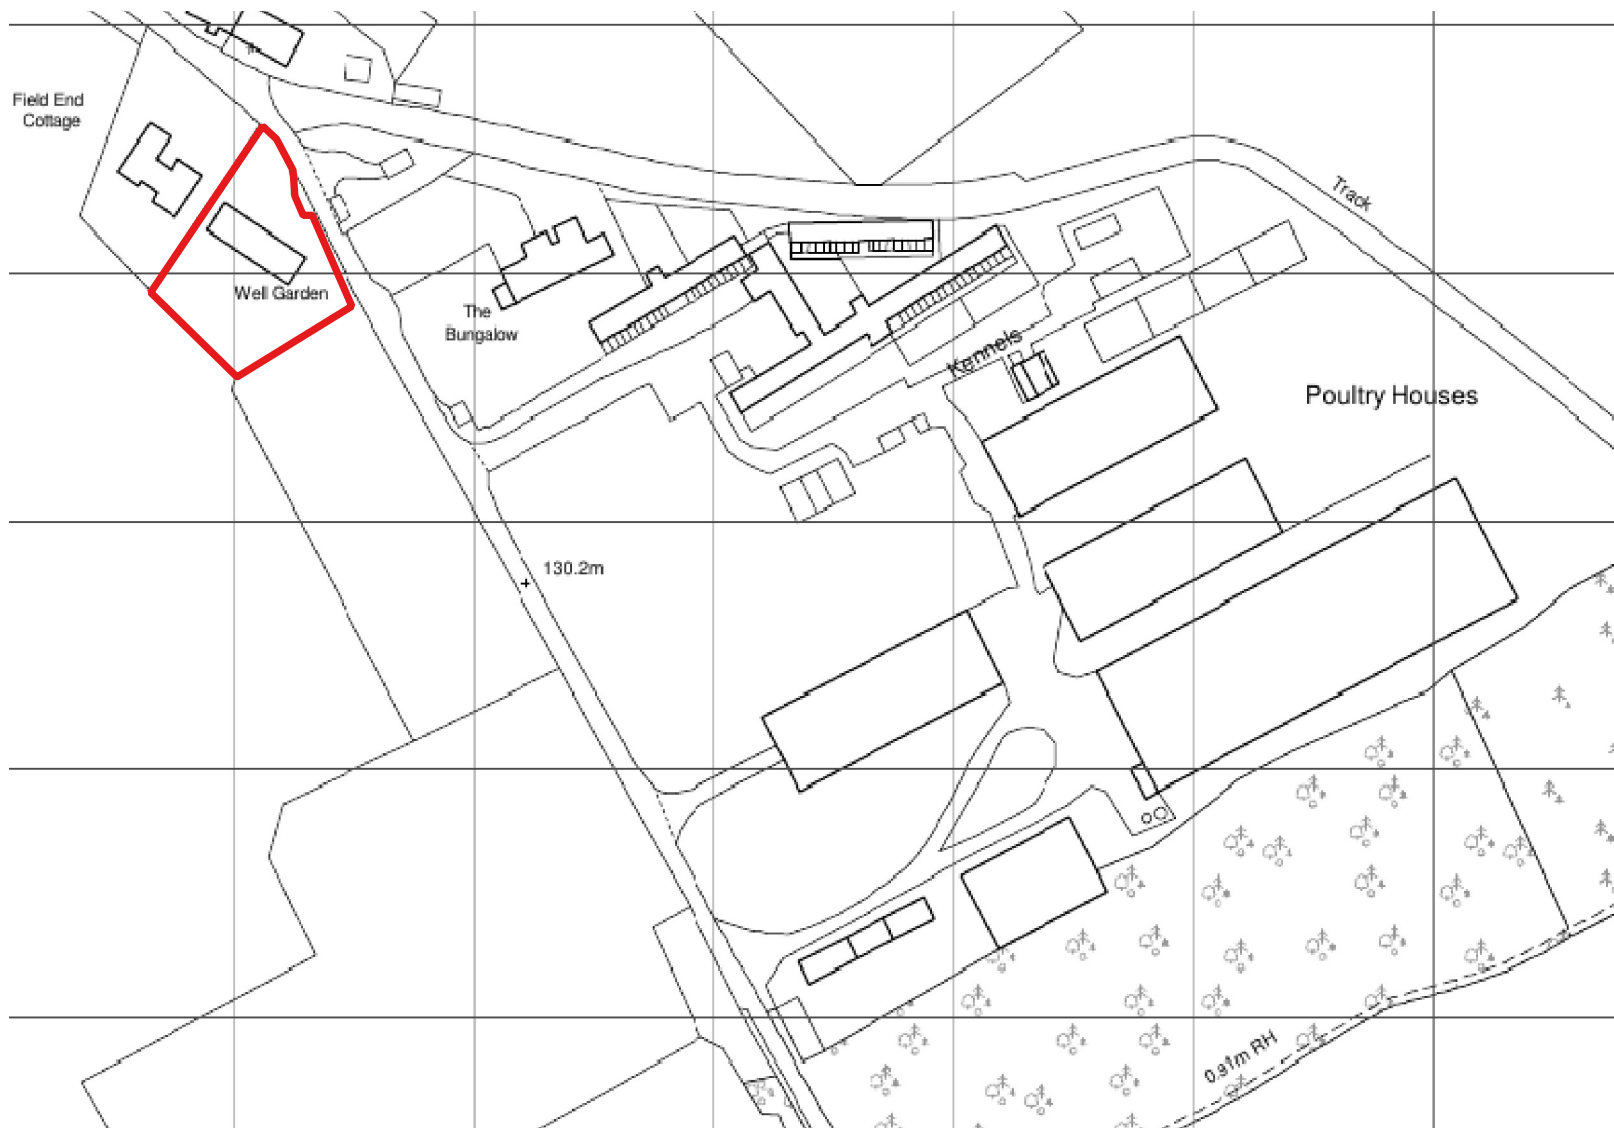 Field End
Cottage
Track
Well Garden
The
Bungalow
Kennels
Poultry Houses
130.2m
0.91m RH